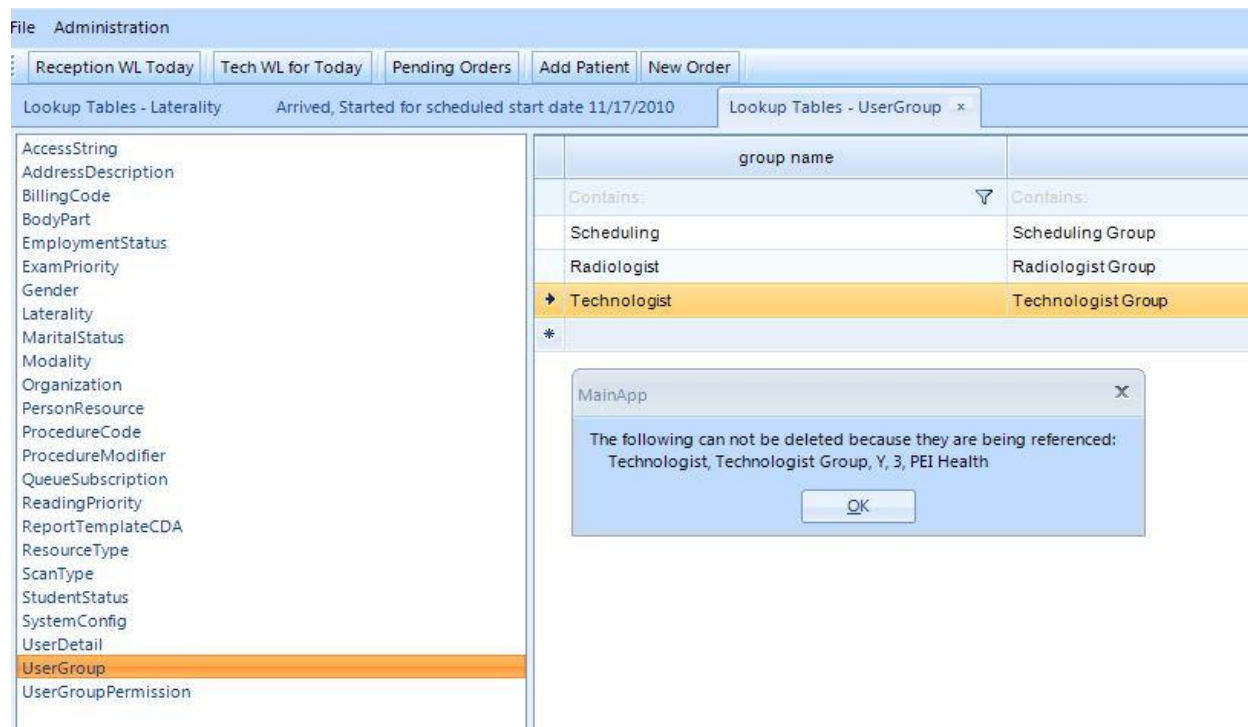 File Administration
Reception WL Today Tech WL for Today Pending Orders Add Patient New Order
Lookup Tables - Laterality Arrived, Started for scheduled start date 11/17/2010 Lookup Tables - UserGroup x
AccessString
AddressDescription
BillingCode
BodyPart
EmploymentStatus
ExamPriority
Gender
Laterality
MaritalStatus
Modality
Organization
PersonResource
ProcedureCode
ProcedureModifier
QueueSubscription
ReadingPriority
ReportTemplateCDA
ResourceType
ScanType
StudentStatus
SystemConfig
UserDetail
UserGroup
UserGroupPermission
group name
Contains: Contains:
Scheduling Scheduling Group
Radiologist Radiologist Group
Technologist Technologist Group
MainApp X
The following can not be deleted because they are being referenced:
Technologist, Technologist Group, Y, 3, PEI Health
OK